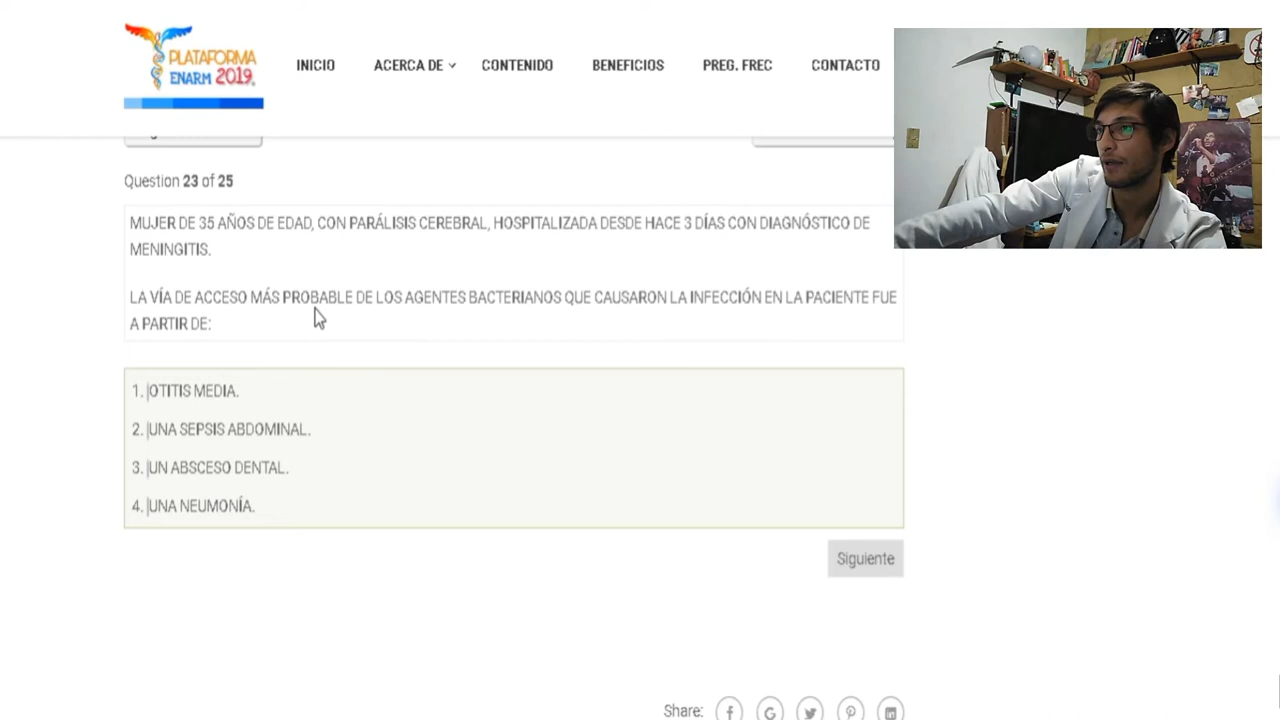 PLATAFORMA
ENARM 2019
INICIO
ACERCA DE
CONTENIDO
BENEFICIOS
PREG. FREC
CONTACTO
Question 23 of 25
MUJER DE 35 AÑOS DE EDAD, CON PARÁLISIS CEREBRAL, HOSPITALIZADA DESDE HACE 3 DÍAS CON DIAGNÓSTICO DE
MENINGITIS.
LA VÍA DE ACCESO MÁS PROBABLE DE LOS AGENTES BACTERIANOS QUE CAUSARON LA INFECCIÓN EN LA PACIENTE FUE
A PARTIR DE:
1. OTITIS MEDIA.
2. UNA SEPSIS ABDOMINAL.
3. UN ABSCESO DENTAL.
4. UNA NEUMONÍA.
Siguiente
Share: